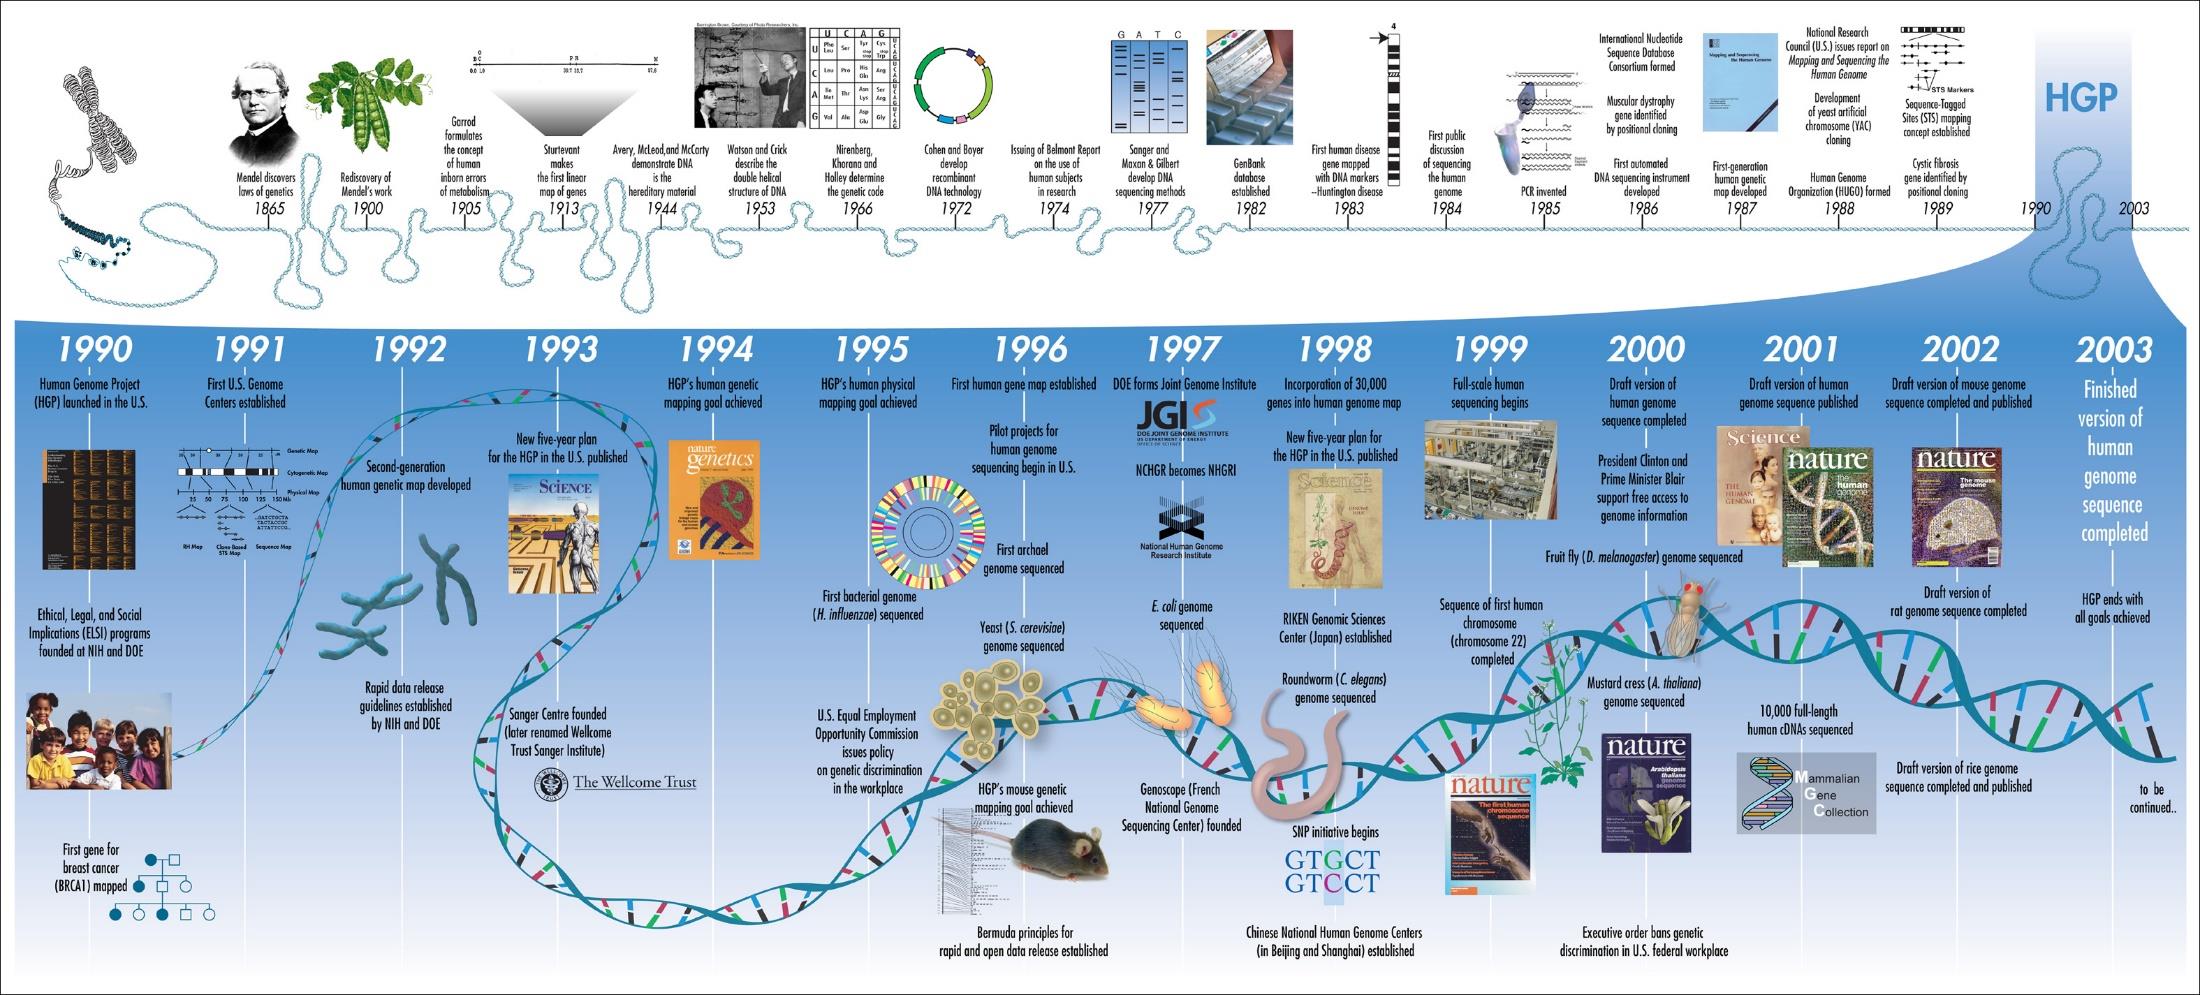 Mendel discovers
laws of genetics
1865
Rediscovery of
Mendel's work
1900
Garrod
formulates
the concept
of human
inborn errors
of metabolism
1905
Sturtevant
makes
the first linear
map of genes
1913
Avery, McLeod,and McCarty
demonstrate DNA
is the
hereditary material
1944
Barrington Brown, Courtesy of Photo Researchers, Inc.
Watson and Crick
describe the
double helical
structure of DNA
1953
U C A G
Nirenberg,
Khorana and
Holley determine
the genetic code
1966
Cohen and Boyer
develop
recombinant
DNA technology
1972
Issuing of Belmont Report
on the use of
human subjects
in research
1974
G A T C
Sanger and
Maxan & Gilbert
develop DNA
sequencing methods
1977
GenBank
database
established
1982
4
First human disease
gene mapped
with DNA markers
--Huntington disease
1983
First public
discussion
of sequencing
the human
genome
1984
PCR invented
1985
International Nucleotide
Sequence Database
Consortium formed
Muscular dystrophy
gene identified
by positional cloning
First automated
DNA sequencing instrument
developed
1986
Mapping and Sequencing
the Human Genome
First-generation
human genetic
map developed
1987
National Research
Council (U.S.) issues report on
Mapping and Sequencing the
Human Genome
Development
of yeast artificial
chromosome (YAC)
cloning
Human Genome
Organization (HUGO) formed
1988
STS Markers
Sequence-Tagged
Sites (STS) mapping
concept established
Cystic fibrosis
gene identified by
positional cloning
1989
HGP
1990
2003
1990
Human Genome Project
(HGP) launched in the U.S.
Ethical, Legal, and Social
Implications (ELSI) programs
founded at NIH and DOE
First gene for
breast cancer
(BRCA1) mapped
1991
First U.S. Genome
Centers established
Genetic Map
Cytogenetic Map
Physical Map
25 50 75 100 125 150 Mb
..GATCTGCTA
TACTACCGC
ATTATTCCG..
RH Map
Clone-Based
STS Map
Sequence Map
1992
Second-generation
human genetic map developed
Rapid data release
guidelines established
by NIH and DOE
1993
New five-year plan
for the HGP in the U.S. published
SCIENCE
Sanger Centre founded
(later renamed Wellcome
Trust Sanger Institute)
The Wellcome Trust
1994
HGP's human genetic
mapping goal achieved
nature
genetics
1995
HGP's human physical
mapping goal achieved
First bacterial genome
(H. influenzae) sequenced
U.S. Equal Employment
Opportunity Commission
issues policy
on genetic discrimination
in the workplace
1996
First human gene map established
Pilot projects for
human genome
sequencing begin in U.S.
First archael
genome sequenced
Yeast (S. cerevisiae)
genome sequenced
HGP's mouse genetic
mapping goal achieved
Bermuda principles for
rapid and open data release established
1997
DOE forms Joint Genome Institute
JGI
DOE JOINT GENOME INSTITUTE
US DEPARTMENT OF ENERGY
OFFICE OF SCIENCE
NCHGR becomes NHGRI
National Human Genome
Research Institute
E. coli genome
sequenced
Genoscope (French
National Genome
Sequencing Center) founded
1998
Incorporation of 30,000
genes into human genome map
New five-year plan for
the HGP in the U.S. published
Science
RIKEN Genomic Sciences
Center (Japan) established
Roundworm (C. elegans)
genome sequenced
SNP initiative begins
GTGCT
GTCCT
Chinese National Human Genome Centers
(in Beijing and Shanghai) established
1999
Full-scale human
sequencing begins
Sequence of first human
chromosome
(chromosome 22)
completed
nature
The first human
chromosome
sequence
2000
Draft version of
human genome
sequence completed
President Clinton and
Prime Minister Blair
support free access to
genome information
Fruit fly (D. melanogaster) genome sequenced
Mustard cress (A. thaliana)
genome sequenced
nature
Arabidopsis
thaliana
genome
sequence
Executive order bans genetic
discrimination in U.S. federal workplace
2001
Draft version of human
genome sequence published
Science
THE
HUMAN
GENOME
nature
the
human
genome
10,000 full-length
human cDNAs sequenced
Mammalian
Gene
Collection
2002
Draft version of mouse genome
sequence completed and published
nature
The mouse
genome
Draft version of
rat genome sequence completed
Draft version of rice genome
sequence completed and published
2003
Finished
version of
human
genome
sequence
completed
HGP ends with
all goals achieved
to be
continued..